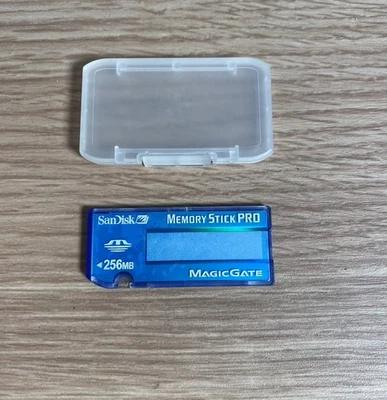 SanDisk MEMORY STICK PRO
256MB
MAGICGATE